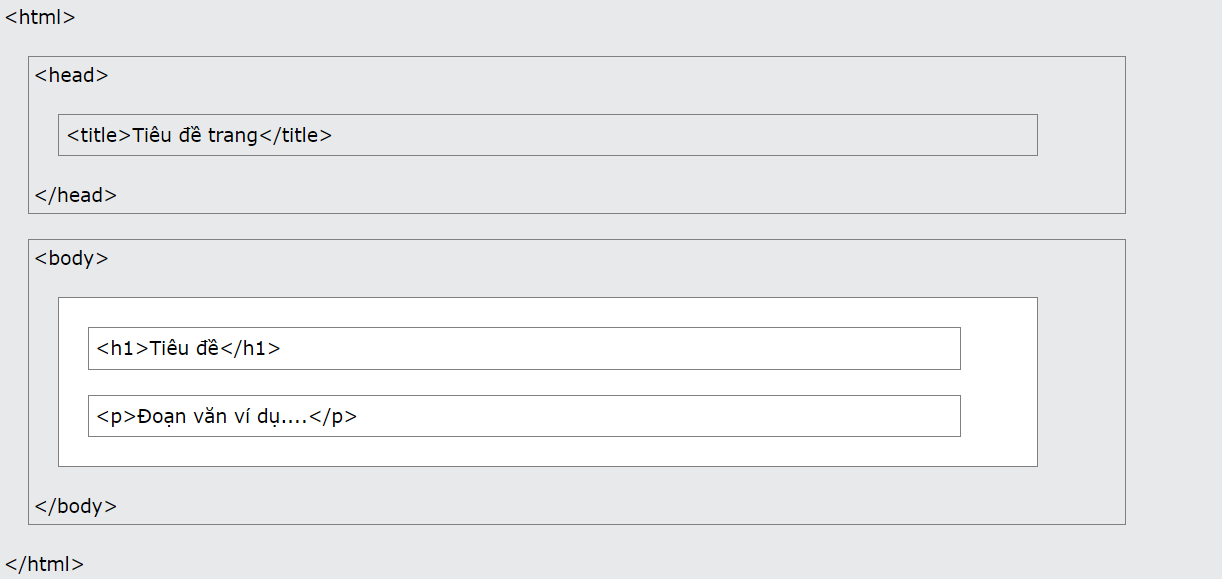 <html>
<head>
<title>Tiêu đề trang</title>
</head>
<body>
<h1>Tiêu đề</h1>
<p>Đoạn văn ví dụ....</p>
</body>
</html>